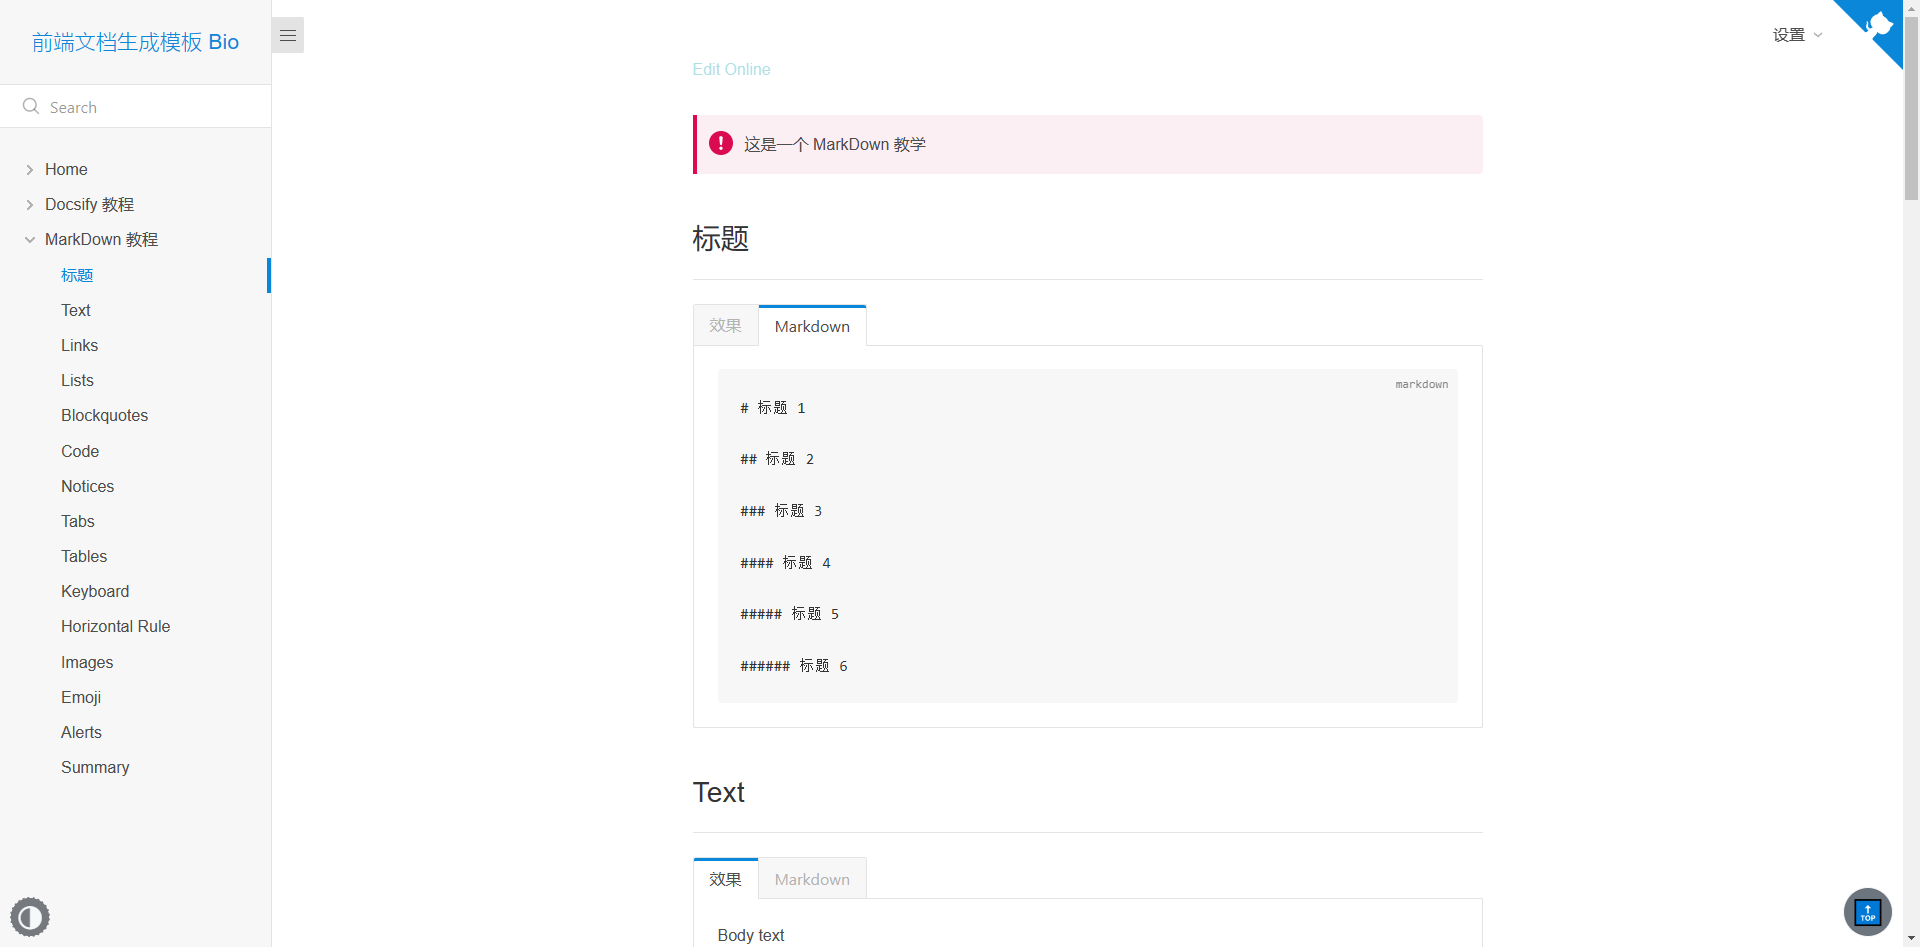 前端文档生成模板 Bio
Search
Home
Docsify 教程
MarkDown 教程
标题
Text
Links
Lists
Blockquotes
Code
Notices
Tabs
Tables
Keyboard
Horizontal Rule
Images
Emoji
Alerts
Summary
设置
Edit Online
这是一个 MarkDown 教学
标题
效果 Markdown
markdown
# 标题 1
## 标题 2
### 标题 3
#### 标题 4
##### 标题 5
###### 标题 6
Text
效果 Markdown
Body text
TOP